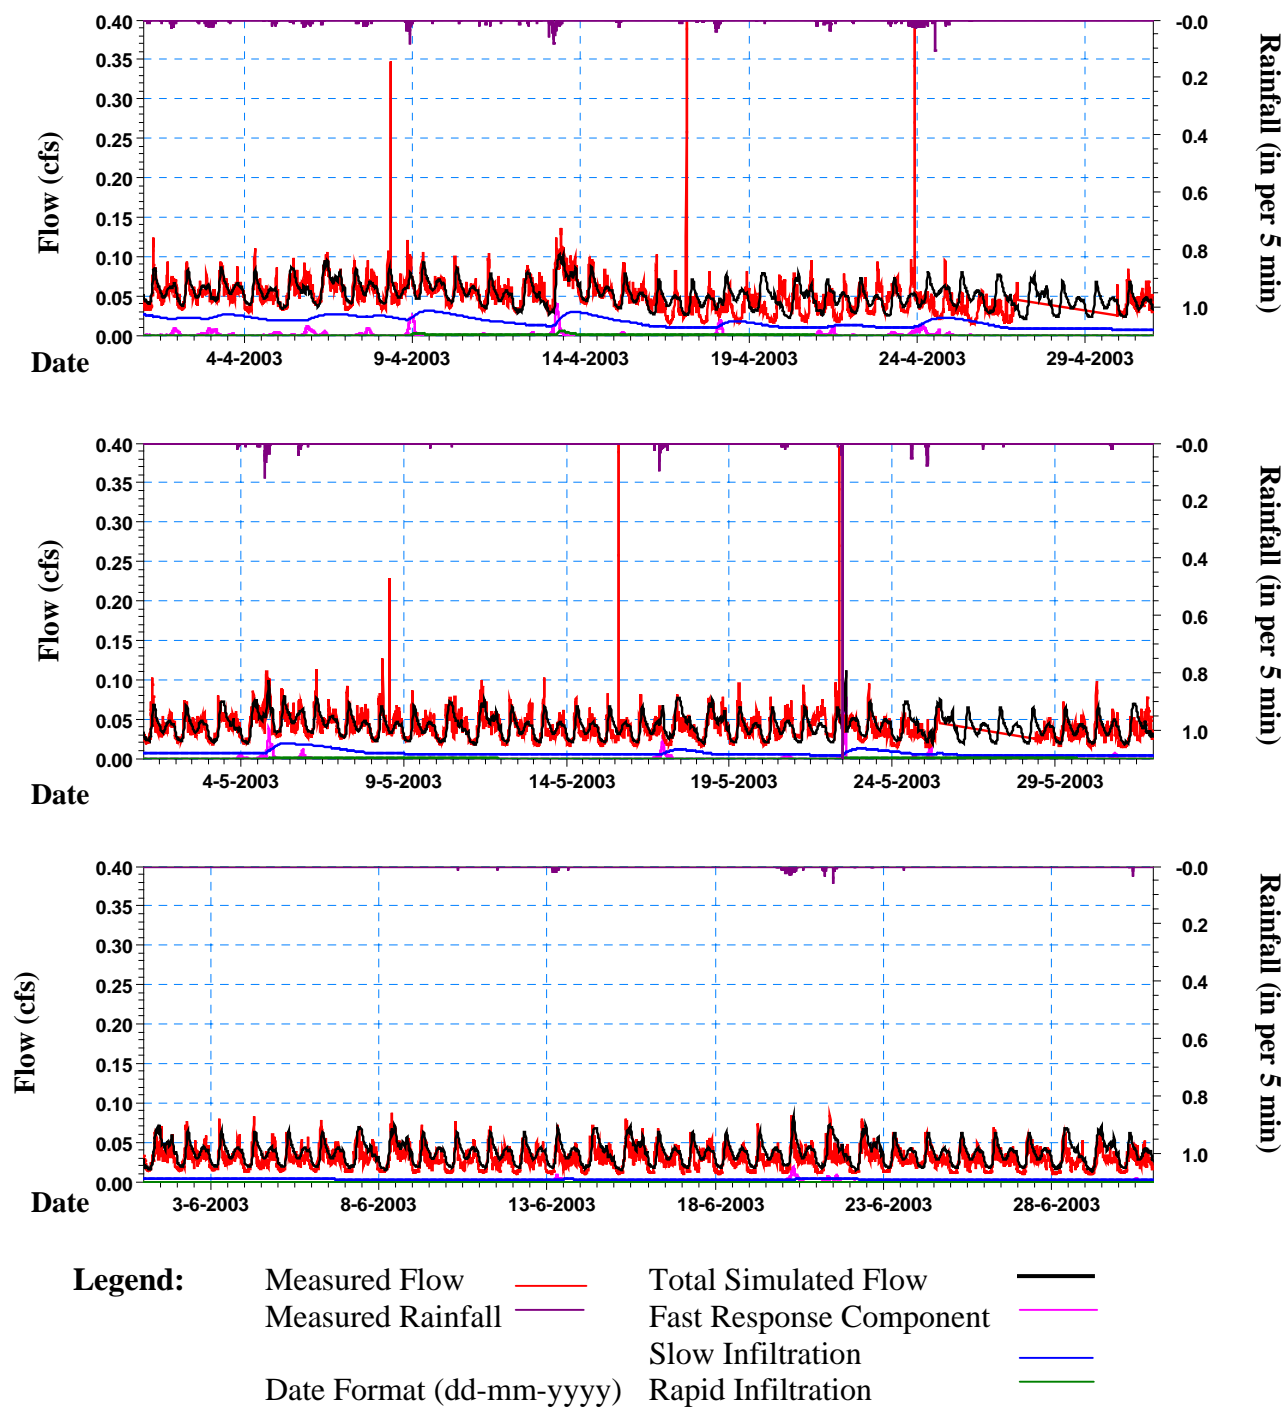 0.40
0.35
0.30
0.25
0.20
0.15
0.10
0.05
0.00
Flow (cfs)
-0.0
0.2
0.4
0.6
0.8
1.0
Rainfall (in per 5 min)
4-4-2003 9-4-2003 14-4-2003 19-4-2003 24-4-2003 29-4-2003
Date
0.40
0.35
0.30
0.25
0.20
0.15
0.10
0.05
0.00
Flow (cfs)
-0.0
0.2
0.4
0.6
0.8
1.0
Rainfall (in per 5 min)
4-5-2003 9-5-2003 14-5-2003 19-5-2003 24-5-2003 29-5-2003
Date
0.40
0.35
0.30
0.25
0.20
0.15
0.10
0.05
0.00
Flow (cfs)
-0.0
0.2
0.4
0.6
0.8
1.0
Rainfall (in per 5 min)
3-6-2003 8-6-2003 13-6-2003 18-6-2003 23-6-2003 28-6-2003
Date
Legend: Measured Flow Total Simulated Flow
Measured Rainfall Fast Response Component
Slow Infiltration
Date Format (dd-mm-yyyy) Rapid Infiltration